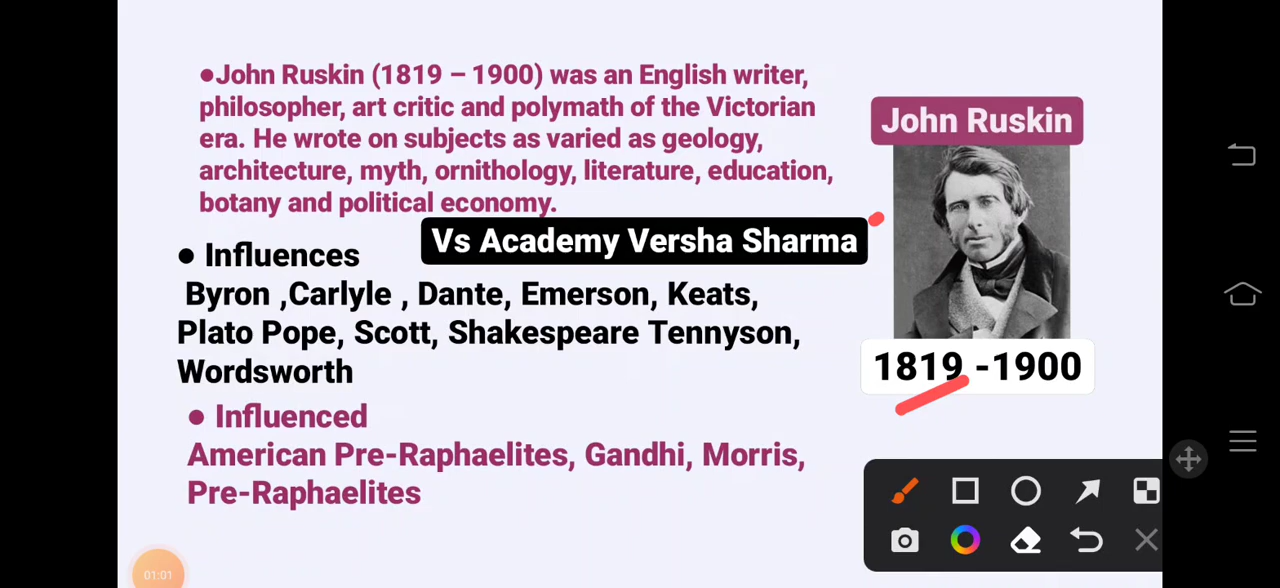 ●John Ruskin (1819 – 1900) was an English writer,
philosopher, art critic and polymath of the Victorian
era. He wrote on subjects as varied as geology,
architecture, myth, ornithology, literature, education,
botany and political economy.
Vs Academy Versha Sharma
● Influences
Byron ,Carlyle , Dante, Emerson, Keats,
Plato Pope, Scott, Shakespeare Tennyson,
Wordsworth
● Influenced
American Pre-Raphaelites, Gandhi, Morris,
Pre-Raphaelites
John Ruskin
1819 -1900
01:01